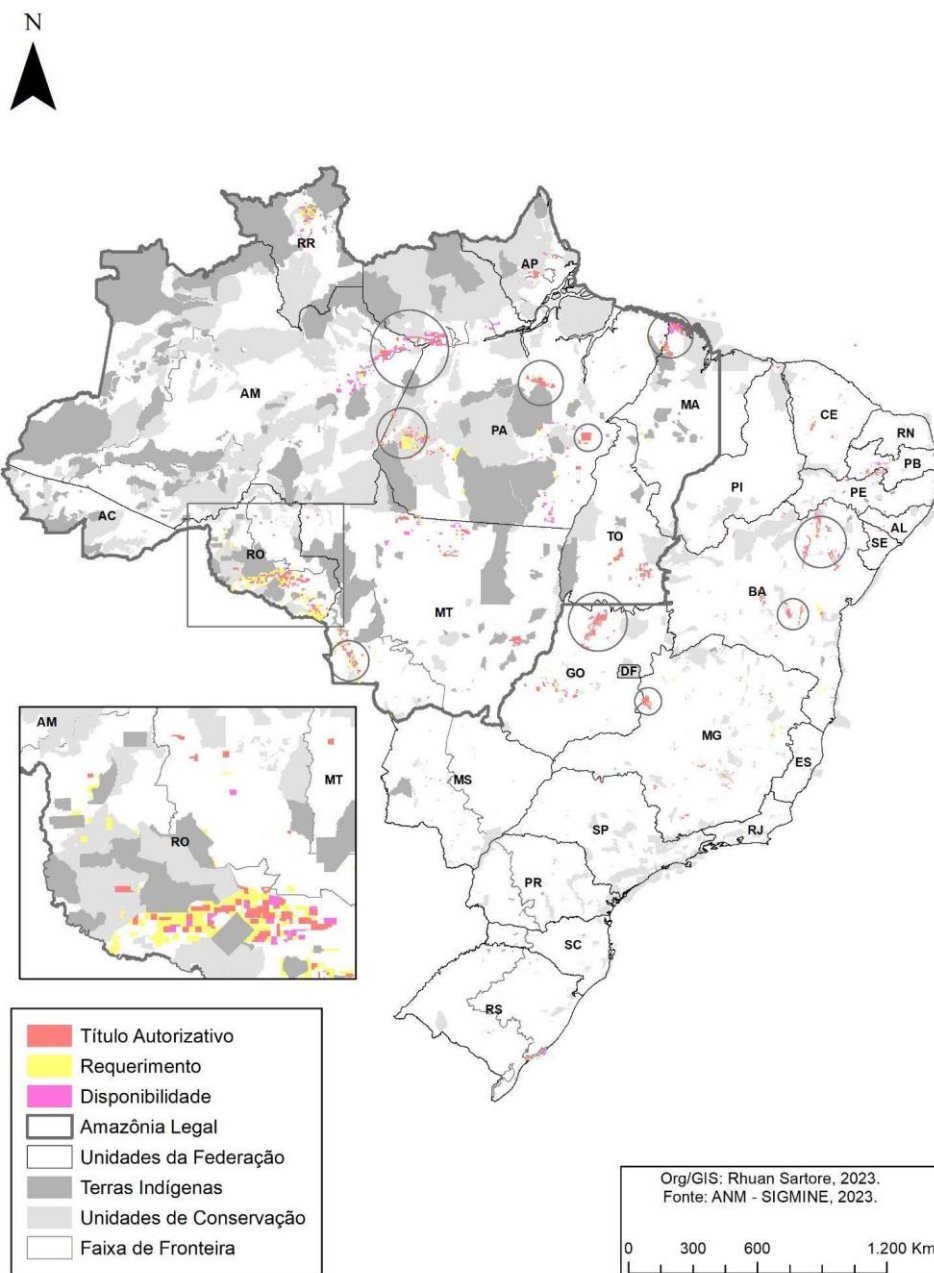 N
RR
AP
AM
PA
MA
CE
RN
PB
PI
PE
AC
AL
TO
SE
RO
BA
MT
GO
DF
MG
MS
ES
SP
RJ
PR
SC
RS
AM
MT
RO
Título Autorizativo
Requerimento
Disponibilidade
Amazônia Legal
Unidades da Federação
Terras Indígenas
Unidades de Conservação
Faixa de Fronteira
Org/GIS: Rhuan Sartore, 2023.
Fonte: ANM - SIGMINE, 2023.
0 300 600 1.200 Km